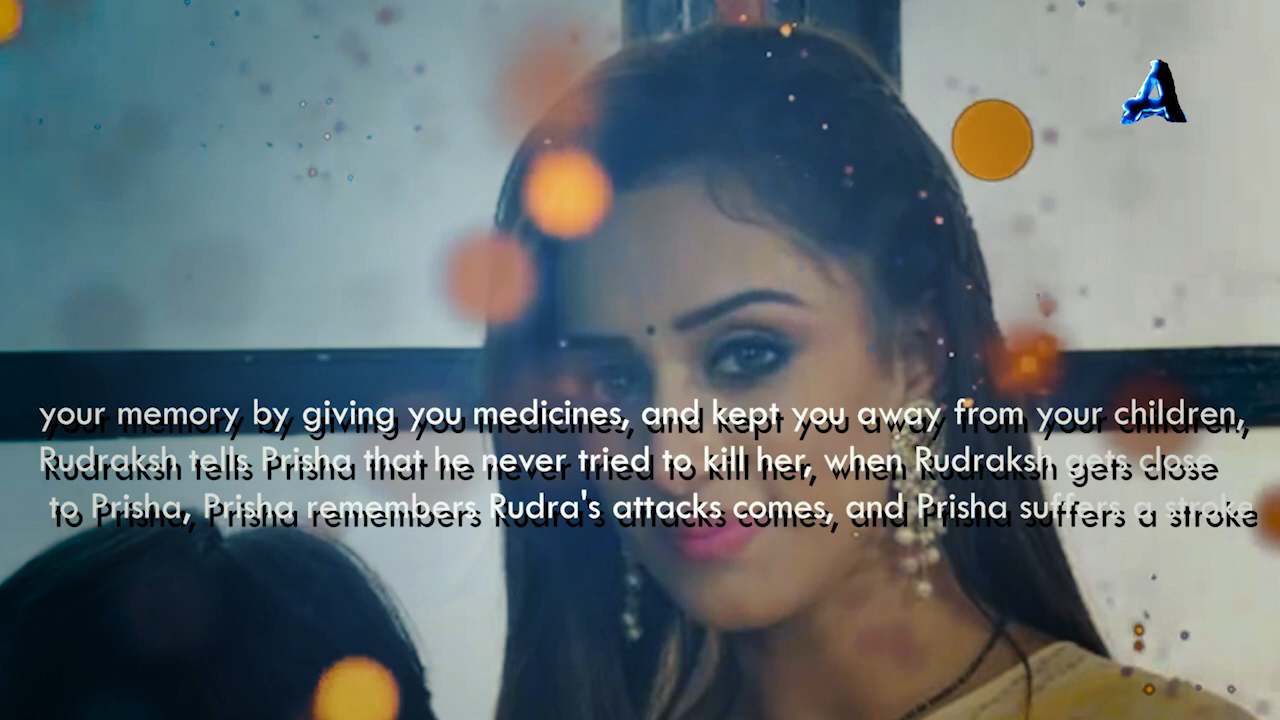 A
your memory by giving you medicines, and kept you away from your children,
Rudraksh tells Prisha that he never tried to kill her, when Rudraksh gets close
to Prisha, Prisha remembers Rudra's attacks comes, and Prisha suffers a stroke